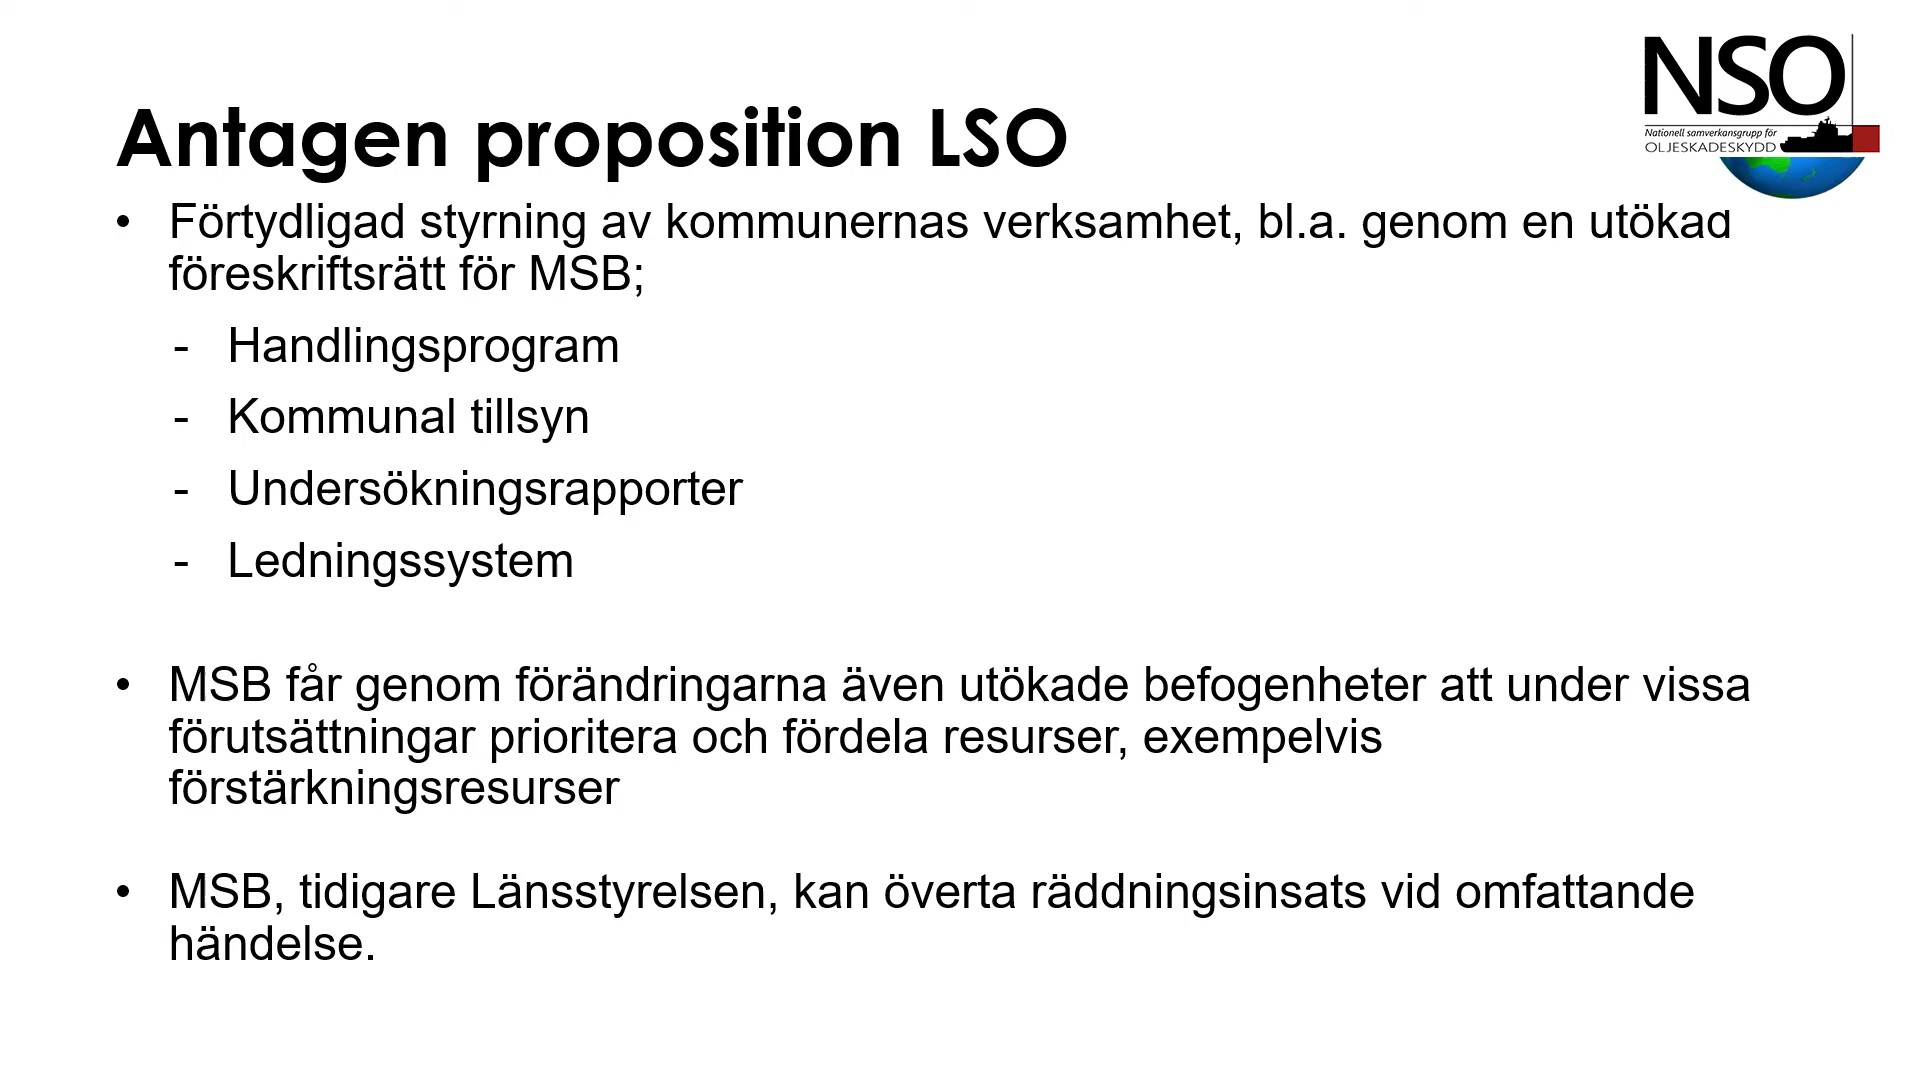 NSO
Nationell samverkansgrupp för
OLJESKADESKYDD
Antagen proposition LSO
• Förtydligad styrning av kommunernas verksamhet, bl.a. genom en utökad
föreskriftsrätt för MSB;
- Handlingsprogram
- Kommunal tillsyn
- Undersökningsrapporter
- Ledningssystem
• MSB får genom förändringarna även utökade befogenheter att under vissa
förutsättningar prioritera och fördela resurser, exempelvis
förstärkningsresurser
• MSB, tidigare Länsstyrelsen, kan överta räddningsinsats vid omfattande
händelse.